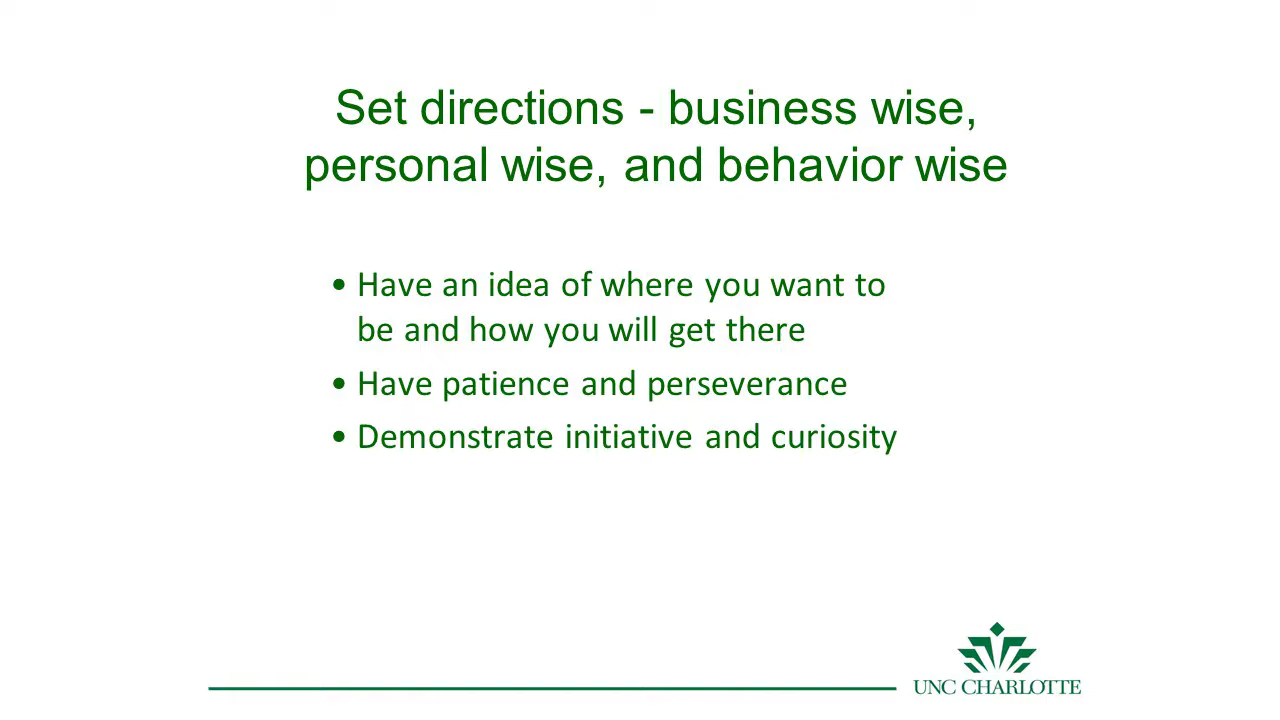 Set directions - business wise,
personal wise, and behavior wise
• Have an idea of where you want to
be and how you will get there
• Have patience and perseverance
• Demonstrate initiative and curiosity
UNC CHARLOTTE